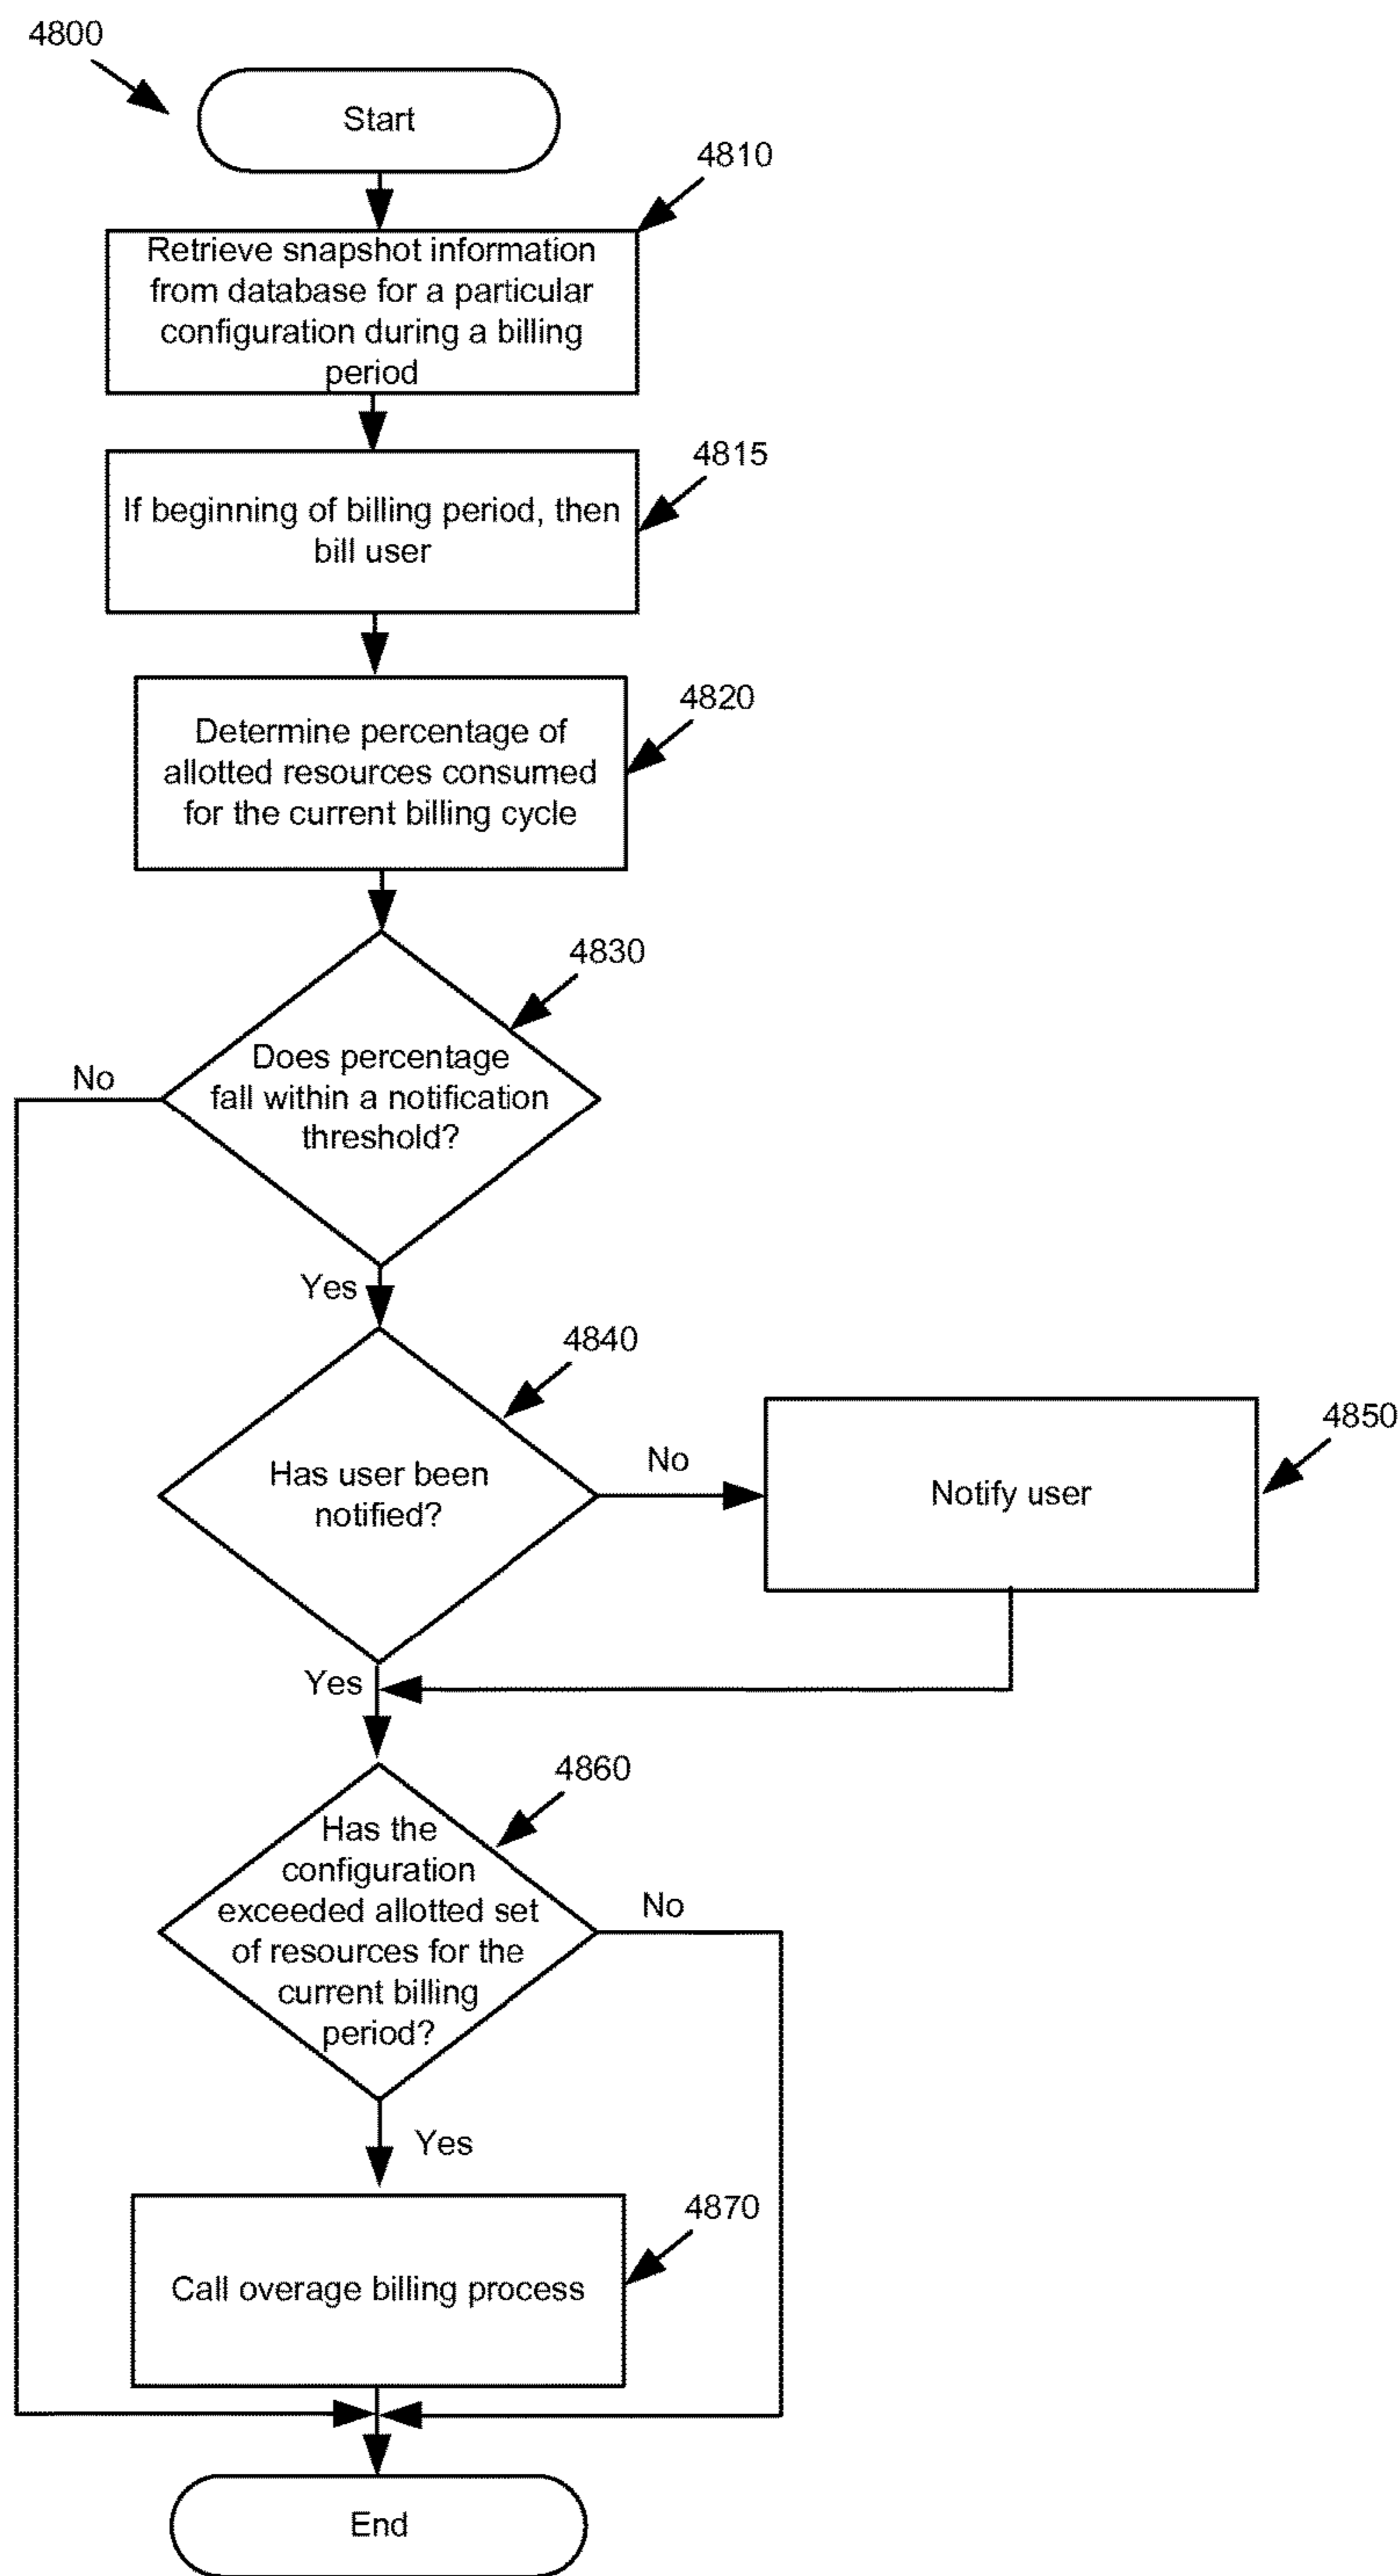 4800
Start
4810
Retrieve snapshot information
from database for a particular
configuration during a billing
period
4815
If beginning of billing period, then
bill user
4820
Determine percentage of
allotted resources consumed
for the current billing cycle
4830
Does percentage
fall within a notification
threshold?
No
Yes
4840
Has user been
notified?
No
4850
Notify user
Yes
4860
Has the
configuration
exceeded allotted set
of resources for the
current billing
period?
No
Yes
4870
Call overage billing process
End